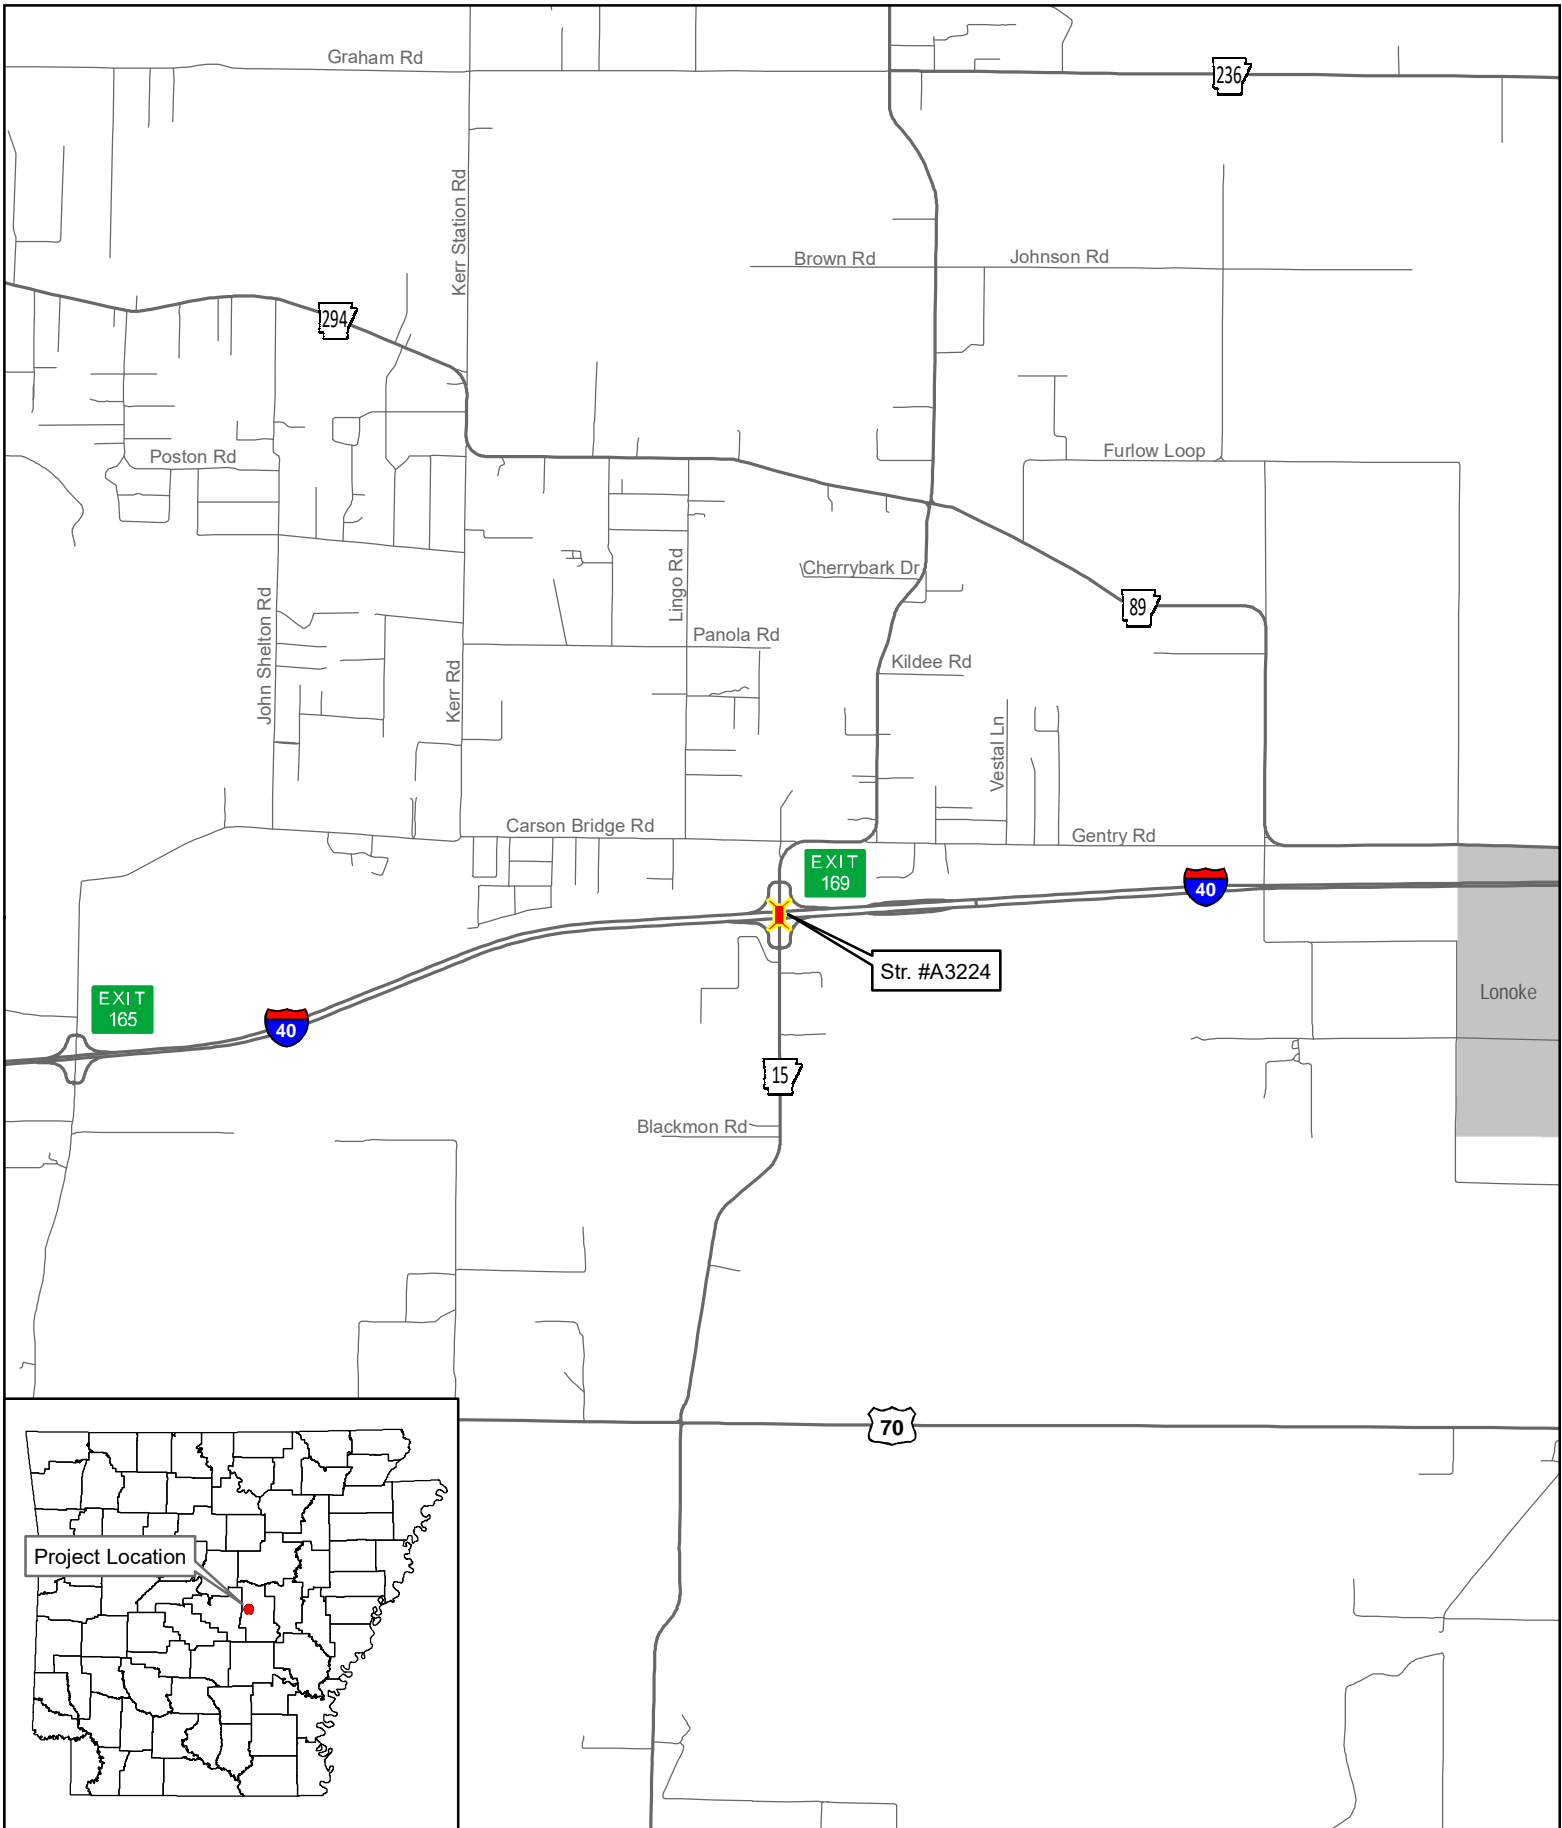 Graham Rd
236
Kerr Station Rd
Brown Rd
Johnson Rd
294
Poston Rd
Furlow Loop
Lingo Rd
Cherrybark Dr
John Shelton Rd
89
Panola Rd
Kerr Rd
Kildee Rd
Vestal Ln
Carson Bridge Rd
Gentry Rd
EXIT
169
40
Str. #A3224
Lonoke
EXIT
165
40
15
Blackmon Rd
70
Project Location